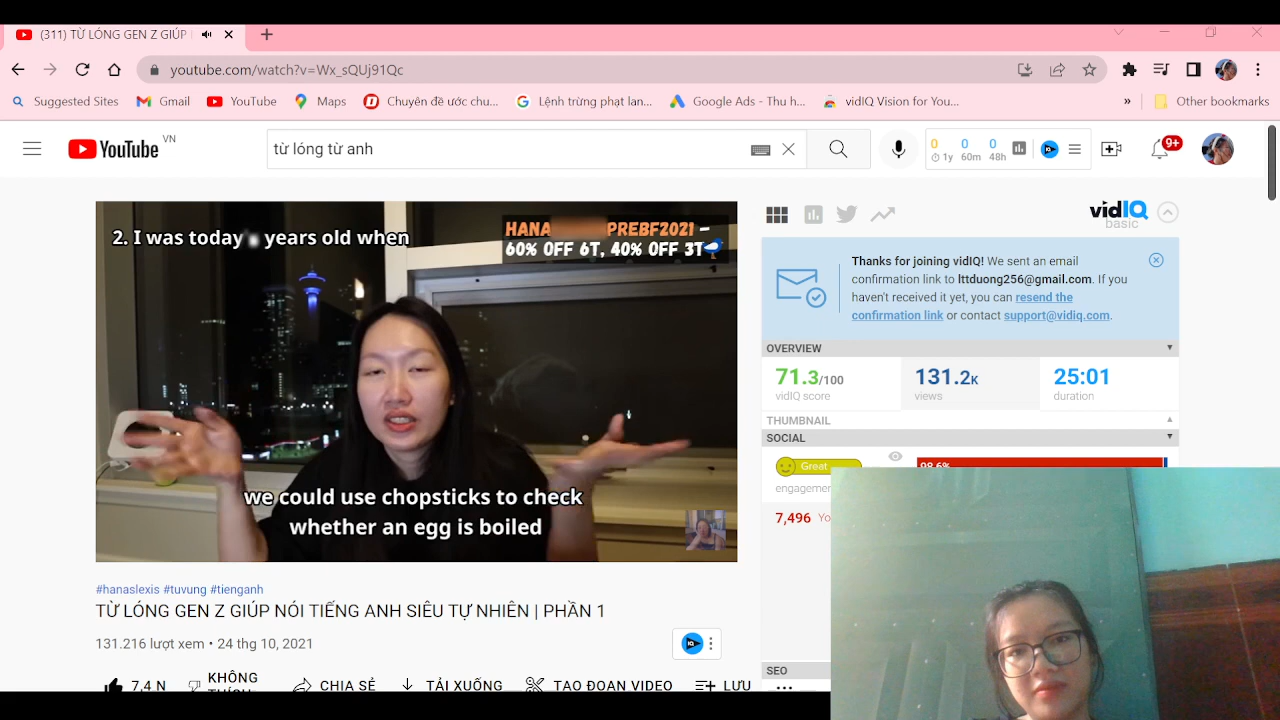 (311) TỪ LÓNG GEN Z GIÚP
youtube.com/watch?v=Wx_sQUj91Qc
Suggested Sites
Gmail
YouTube
Maps
Chuyên đề ước chu...
Lệnh trừng phạt lan...
Google Ads - Thu h...
vidIQ Vision for You...
»
Other bookmarks
YouTube VN
từ lóng từ anh
0 0 0
1y 60m 48h
9+
2. I was today years old when
HANA PREBF2021 -
60% OFF 6T, 40% OFF 3T
we could use chopsticks to check
whether an egg is boiled
#hanaslexis #tuvung #tienganh
TỪ LÓNG GEN Z GIÚP NÓI TIẾNG ANH SIÊU TỰ NHIÊN | PHẦN 1
131.216 lượt xem • 24 thg 10, 2021
7,4 N
KHÔNG
THÍCH
CHIA SẺ
TẢI XUỐNG
TẠO ĐOẠN VIDEO
LƯU
vidIQ
basic
Thanks for joining vidIQ! We sent an email
confirmation link to lttduong256@gmail.com. If you
haven't received it yet, you can resend the
confirmation link or contact support@vidiq.com.
OVERVIEW
71.3/100
vidIQ score
131.2K
views
25:01
duration
THUMBNAIL
SOCIAL
Great
98.6%
7,496
SEO